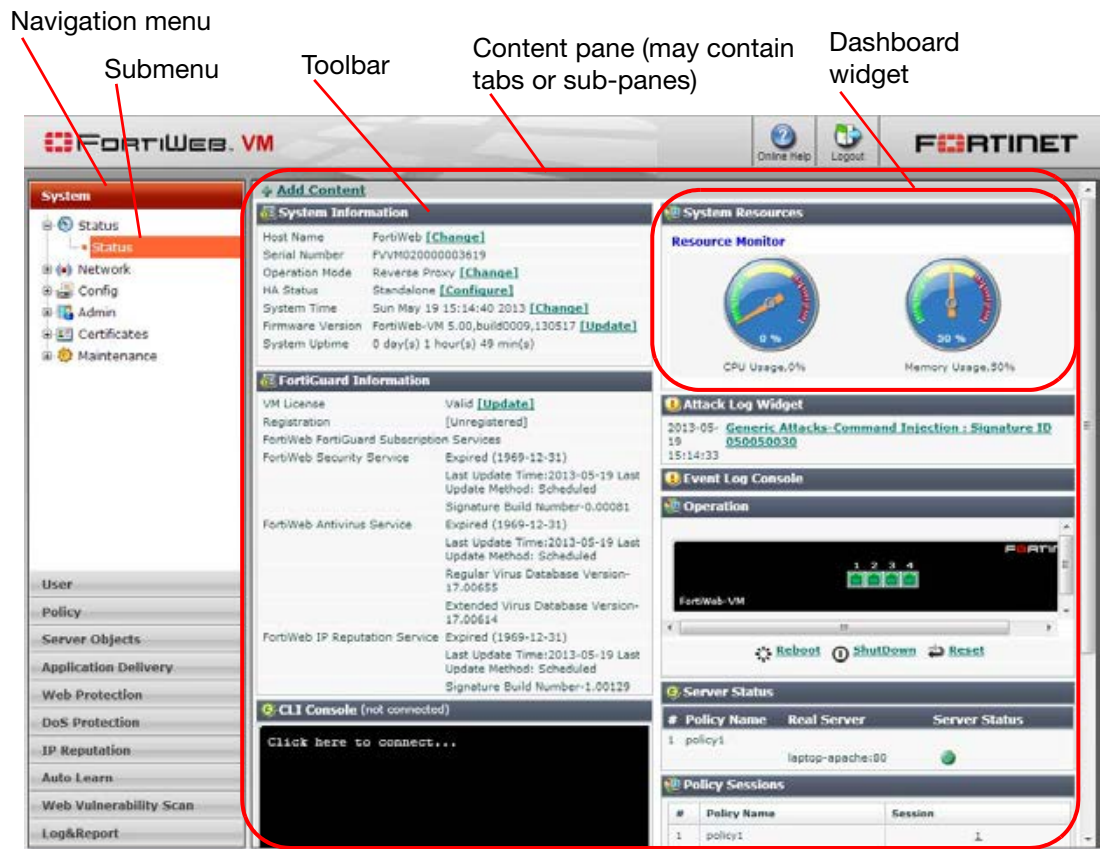 Navigation menu
Submenu
Toolbar
Content pane (may contain
tabs or sub-panes)
Dashboard
widget
FORTIWEB. VM
Online Help
Logout
FORTINET
System
Status
Status
Network
Config
Admin
Certificates
Maintenance
User
Policy
Server Objects
Application Delivery
Web Protection
DoS Protection
IP Reputation
Auto Learn
Web Vulnerability Scan
Log&Report
Add Content
System Information
Host Name FortiWeb [Change]
Serial Number FVVM020000003619
Operation Mode Reverse Proxy [Change]
HA Status Standalone [Configure]
System Time Sun May 19 15:14:40 2013 [Change]
Firmware Version FortiWeb-VM 5.00,build0009,130517 [Update]
System Uptime 0 day(s) 1 hour(s) 49 min(s)
FortiGuard Information
VM License Valid [Update]
Registration [Unregistered]
FortiWeb FortiGuard Subscription Services
FortiWeb Security Service Expired (1969-12-31)
Last Update Time:2013-05-19 Last
Update Method: Scheduled
Signature Build Number-0.00081
FortiWeb Antivirus Service Expired (1969-12-31)
Last Update Time:2013-05-19 Last
Update Method: Scheduled
Regular Virus Database Version-
17.00655
Extended Virus Database Version-
17.00614
FortiWeb IP Reputation Service Expired (1969-12-31)
Last Update Time:2013-05-19 Last
Update Method: Scheduled
Signature Build Number-1.00129
CLI Console (not connected)
Click here to connect...
System Resources
Resource Monitor
0 %
50 %
CPU Usage,0%
Memory Usage,50%
Attack Log Widget
2013-05- Generic Attacks-Command Injection : Signature ID
19 050050030
15:14:33
Event Log Console
Operation
FORTI
1 2 3 4
FortiWeb-VM
Reboot ShutDown Reset
Server Status
# Policy Name Real Server Server Status
1 policy1
laptop-apache:80
Policy Sessions
# Policy Name Session
1 policy1 1